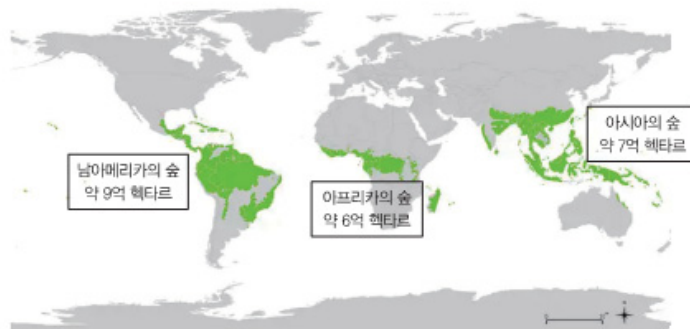 남아메리카의 숲
약 9억 헥타르
아프리카의 숲
약 6억 헥타르
아시아의 숲
약 7억 헥타르